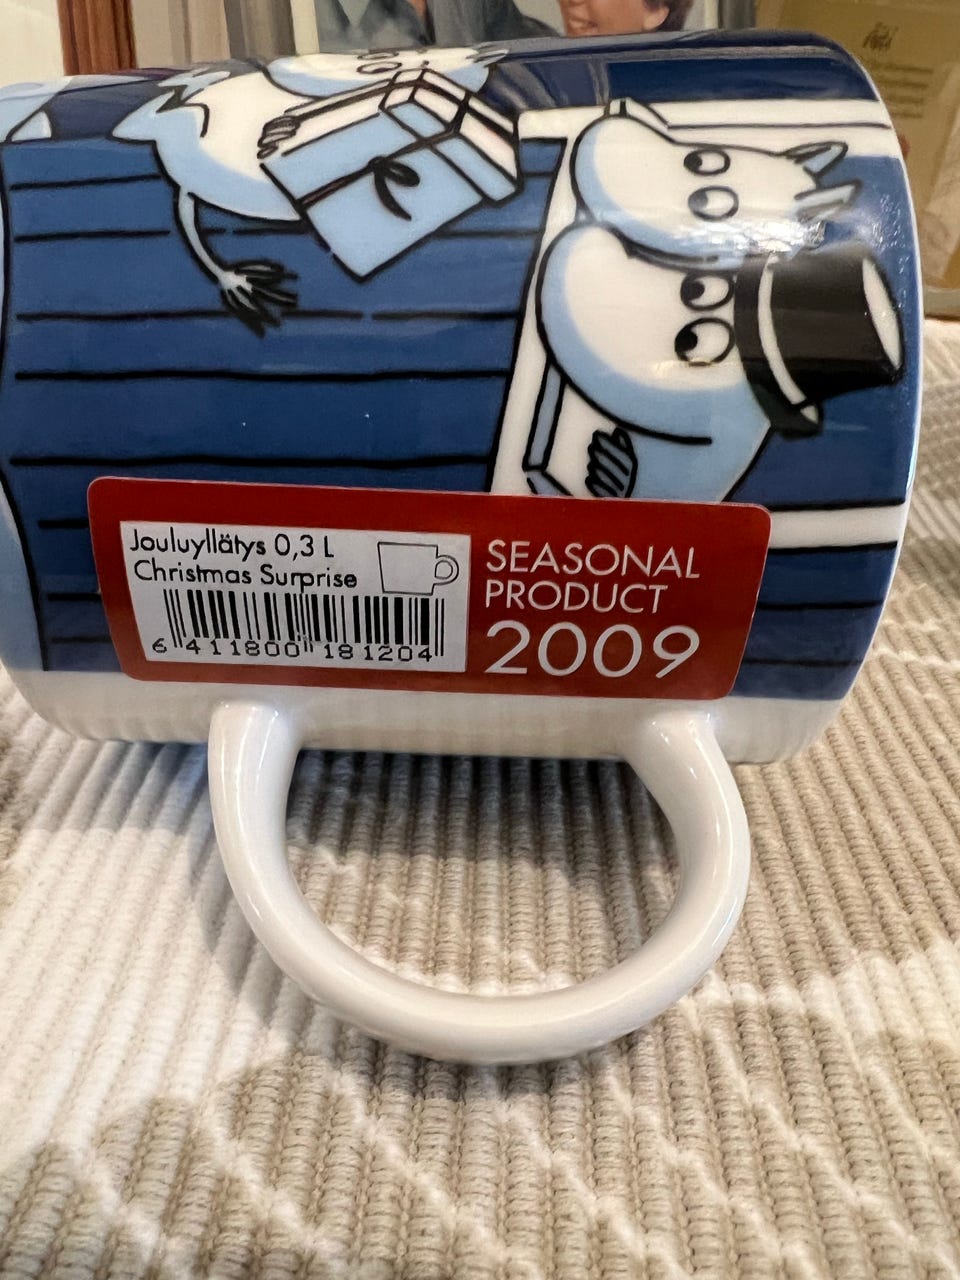 Jouluyllätys 0,3 L
Christmas Surprise
6 411800 181204
SEASONAL
PRODUCT
2009